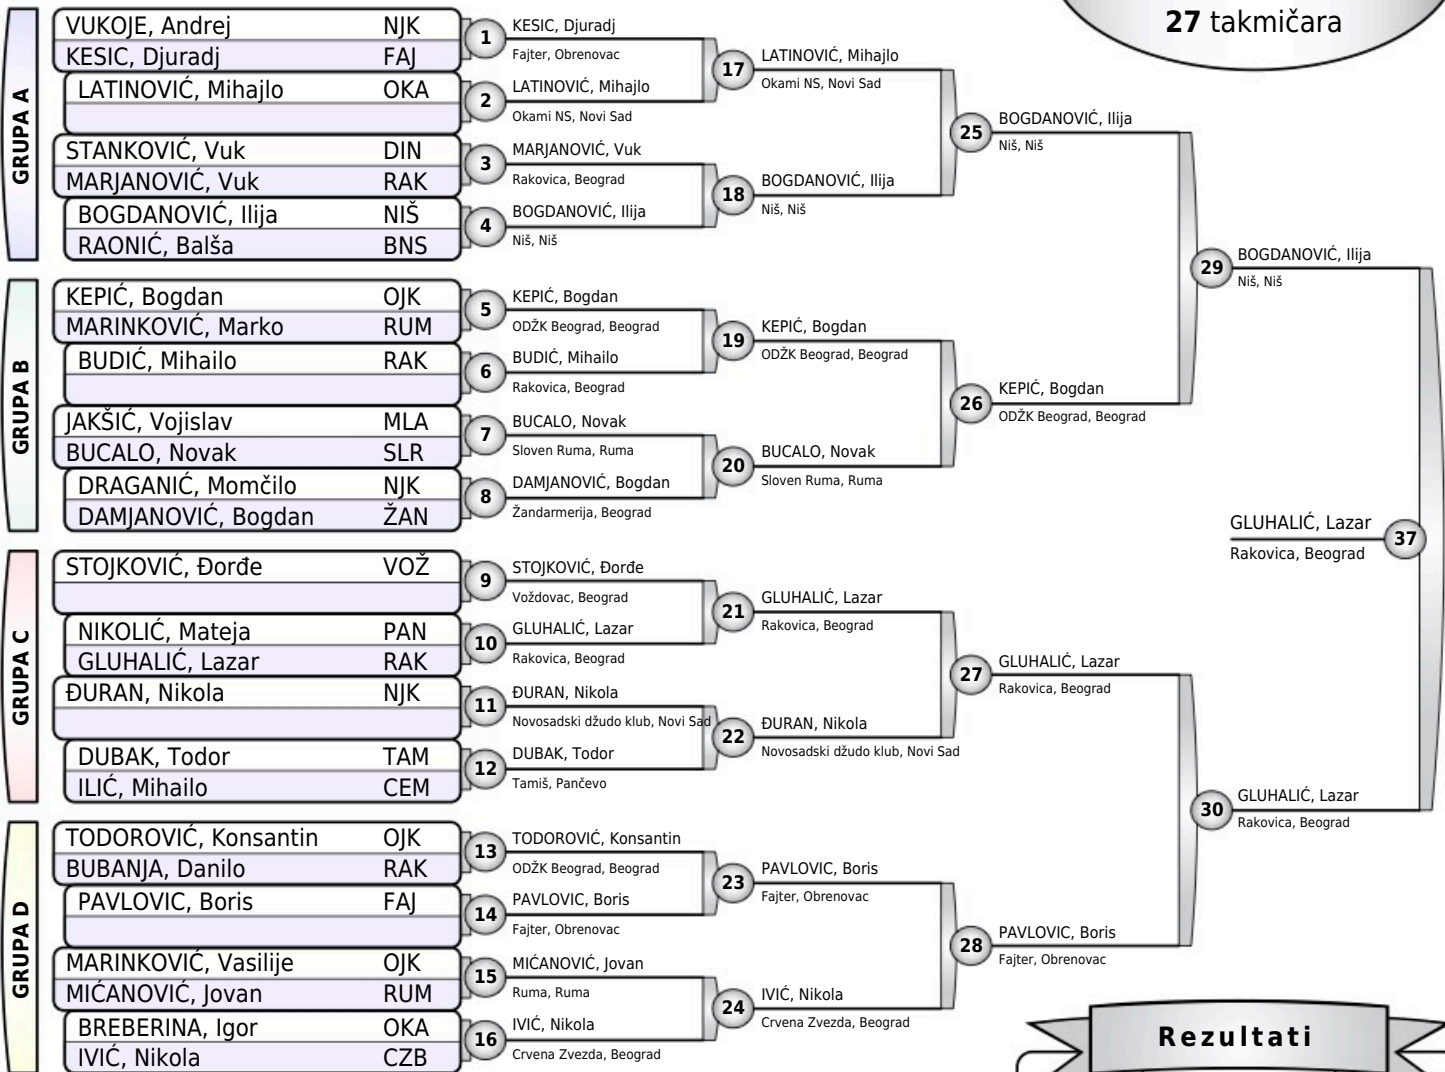 27 takmičara
GRUPA A
VUKOJE, Andrej NJK
KESIC, Djuradj FAJ
LATINOVIĆ, Mihajlo OKA
STANKOVIĆ, Vuk DIN
MARJANOVIĆ, Vuk RAK
BOGDANOVIĆ, Ilija NIŠ
RAONIĆ, Balša BNS
GRUPA B
KEPIĆ, Bogdan OJK
MARINKOVIĆ, Marko RUM
BUDIĆ, Mihailo RAK
JAKŠIĆ, Vojislav MLA
BUCALO, Novak SLR
DRAGANIĆ, Momčilo NJK
DAMJANOVIĆ, Bogdan ŽAN
GRUPA C
STOJKOVIĆ, Đorđe VOŽ
NIKOLIĆ, Mateja PAN
GLUHALIĆ, Lazar RAK
ĐURAN, Nikola NJK
DUBAK, Todor TAM
ILIĆ, Mihailo CEM
GRUPA D
TODOROVIĆ, Konsantin OJK
BUBANJA, Danilo RAK
PAVLOVIC, Boris FAJ
MARINKOVIĆ, Vasilije OJK
MIĆANOVIĆ, Jovan RUM
BREBERINA, Igor OKA
IVIĆ, Nikola CZB
1 KESIC, Djuradj
Fajter, Obrenovac
2 LATINOVIĆ, Mihajlo
Okami NS, Novi Sad
3 MARJANOVIĆ, Vuk
Rakovica, Beograd
4 BOGDANOVIĆ, Ilija
Niš, Niš
5 KEPIĆ, Bogdan
ODŽK Beograd, Beograd
6 BUDIĆ, Mihailo
Rakovica, Beograd
7 BUCALO, Novak
Sloven Ruma, Ruma
8 DAMJANOVIĆ, Bogdan
Žandarmerija, Beograd
9 STOJKOVIĆ, Đorđe
Voždovac, Beograd
10 GLUHALIĆ, Lazar
Rakovica, Beograd
11 ĐURAN, Nikola
Novosadski džudo klub, Novi Sad
12 DUBAK, Todor
Tamiš, Pančevo
13 TODOROVIĆ, Konsantin
ODŽK Beograd, Beograd
14 PAVLOVIC, Boris
Fajter, Obrenovac
15 MIĆANOVIĆ, Jovan
Ruma, Ruma
16 IVIĆ, Nikola
Crvena Zvezda, Beograd
17 LATINOVIĆ, Mihajlo
Okami NS, Novi Sad
18 BOGDANOVIĆ, Ilija
Niš, Niš
19 KEPIĆ, Bogdan
ODŽK Beograd, Beograd
20 BUCALO, Novak
Sloven Ruma, Ruma
21 GLUHALIĆ, Lazar
Rakovica, Beograd
22 ĐURAN, Nikola
Novosadski džudo klub, Novi Sad
23 PAVLOVIC, Boris
Fajter, Obrenovac
24 IVIĆ, Nikola
Crvena Zvezda, Beograd
25 BOGDANOVIĆ, Ilija
Niš, Niš
26 KEPIĆ, Bogdan
ODŽK Beograd, Beograd
27 GLUHALIĆ, Lazar
Rakovica, Beograd
28 PAVLOVIC, Boris
Fajter, Obrenovac
29 BOGDANOVIĆ, Ilija
Niš, Niš
30 GLUHALIĆ, Lazar
Rakovica, Beograd
GLUHALIĆ, Lazar 37
Rakovica, Beograd
Rezultati